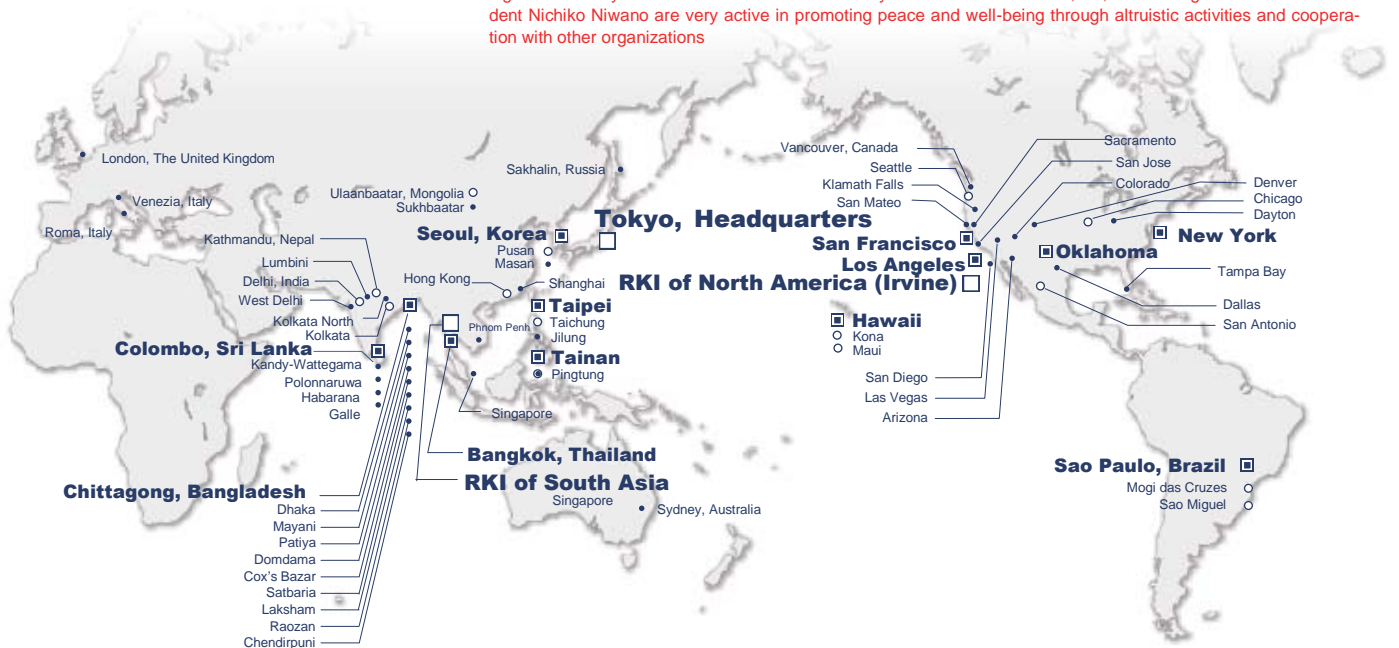 dent Nichiko Niwano are very active in promoting peace and well-being through altruistic activities and coopera-
tion with other organizations
London, The United Kingdom
Venezia, Italy
Roma, Italy
Sakhalin, Russia
Ulaanbaatar, Mongolia
Sukhbaatar
Tokyo, Headquarters
Seoul, Korea
Pusan
Masan
Kathmandu, Nepal
Lumbini
Delhi, India
West Delhi
Kolkata North
Kolkata
Hong Kong
Shanghai
Taipei
Taichung
Jilung
Tainan
Pingtung
Phnom Penh
Colombo, Sri Lanka
Kandy-Wattegama
Polonnaruwa
Habarana
Galle
Singapore
Bangkok, Thailand
RKI of South Asia
Singapore
Sydney, Australia
Chittagong, Bangladesh
Dhaka
Mayani
Patiya
Domdama
Cox's Bazar
Satbaria
Laksham
Raozan
Chendirpuni
Vancouver, Canada
Seattle
Klamath Falls
San Mateo
San Francisco
Los Angeles
RKI of North America (Irvine)
Sacramento
San Jose
Colorado
Denver
Chicago
Dayton
New York
Oklahoma
Tampa Bay
Dallas
San Antonio
Hawaii
Kona
Maui
San Diego
Las Vegas
Arizona
Sao Paulo, Brazil
Mogi das Cruzes
Sao Miguel